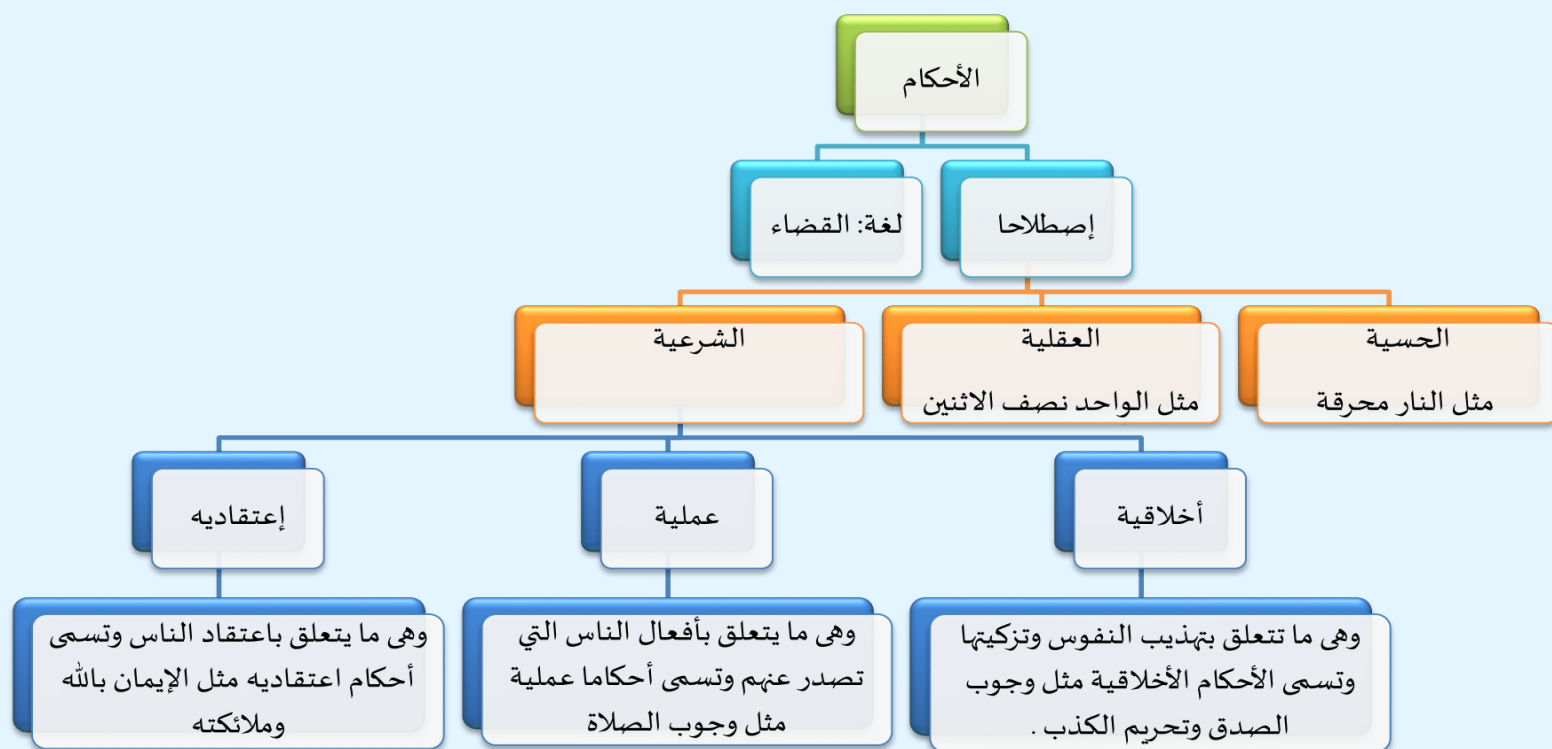 الأحكام
إصطلاحا
لغة: القضاء
الحسية
مثل النار محرقة
العقلية
مثل الواحد نصف الاثنين
الشرعية
أخلاقية
عملية
إعتقاديه
وهى ما تتعلق بتهذيب النفوس وتزكيتها
وتسمى الأحكام الأخلاقية مثل وجوب
الصدق وتحريم الكذب .
وهى ما يتعلق بأفعال الناس التي
تصدر عنهم وتسمى أحكاما عملية
مثل وجوب الصلاة
وهى ما يتعلق باعتقاد الناس وتسمى
أحكام اعتقاديه مثل الإيمان بالله
وملائكته